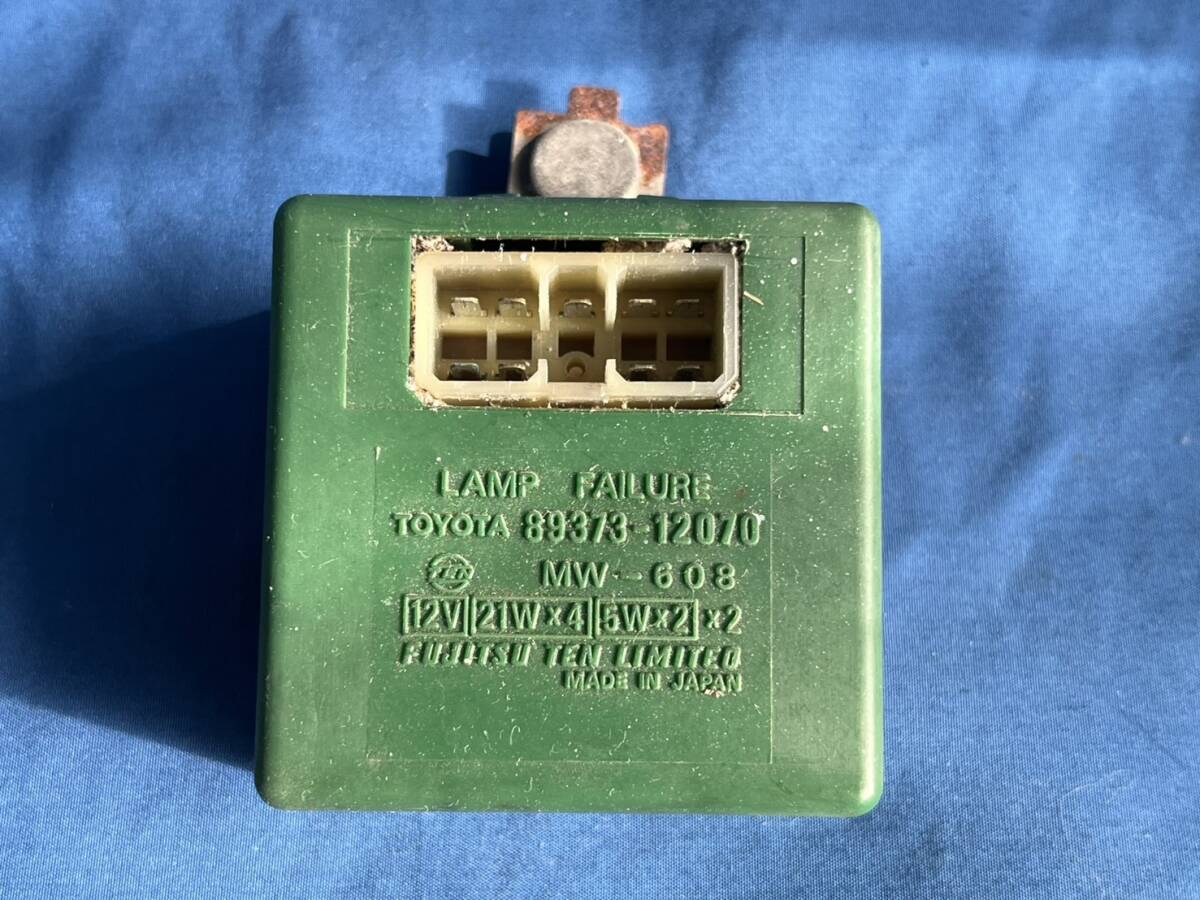 LAMP FAILURE
TOYOTA 89373-12070
TEN MW-608
12V 21W×4 5W×2 ×2
FUJITSU TEN LIMITED
MADE IN JAPAN